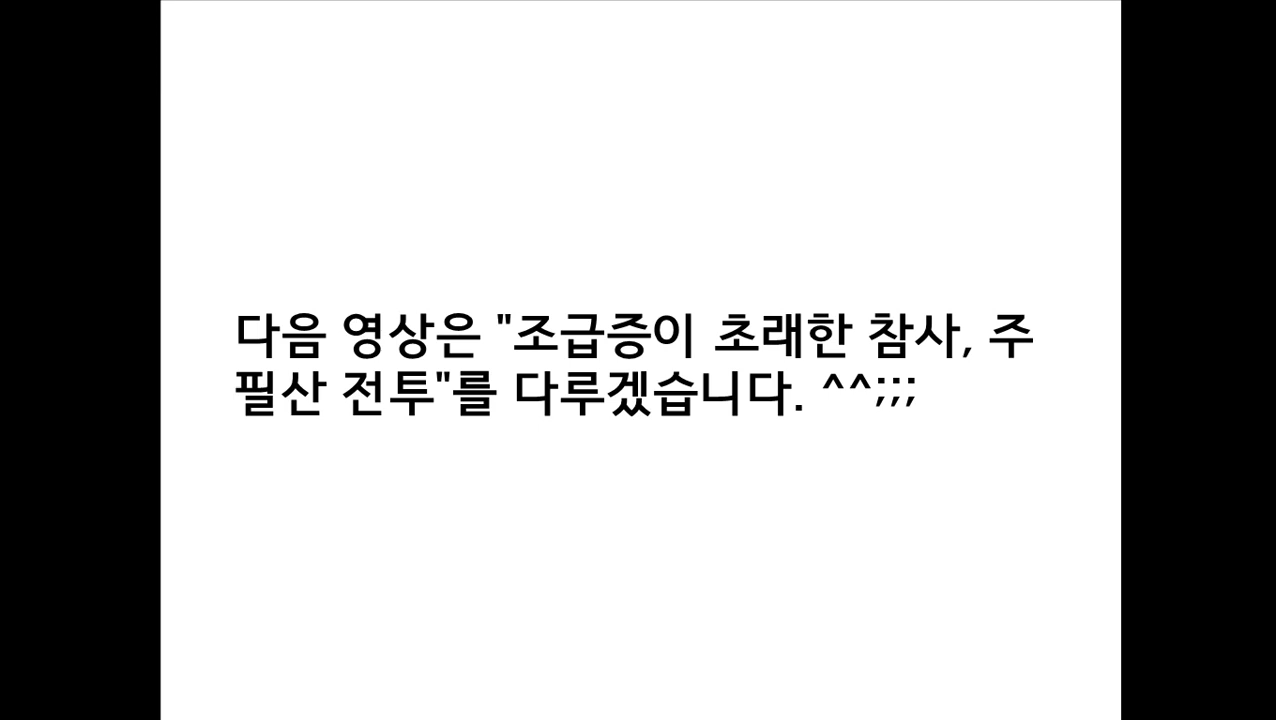 다음 영상은 "조급증이 초래한 참사, 주
필산 전투"를 다루겠습니다. ^^;;;